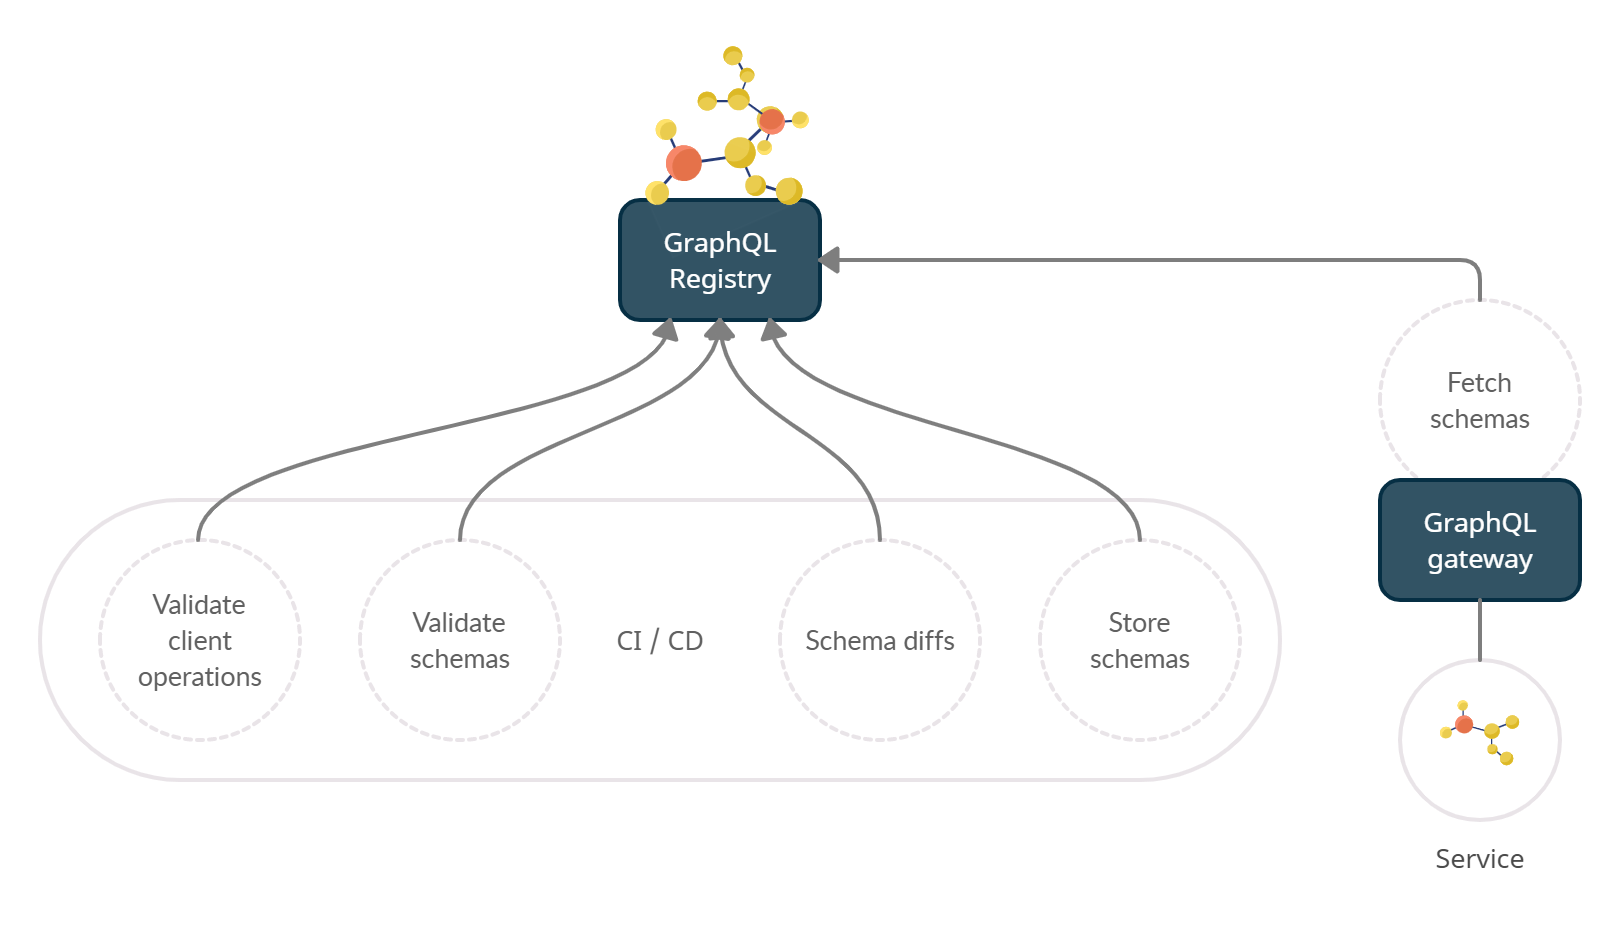 GraphQL
Registry
Fetch
schemas
GraphQL
gateway
Validate
client
operations
Validate
schemas
CI / CD
Schema diffs
Store
schemas
Service